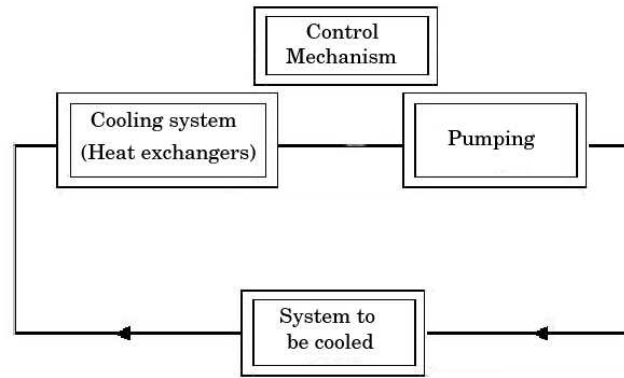 Control
Mechanism
Cooling system
(Heat exchangers)
Pumping
System to
be cooled